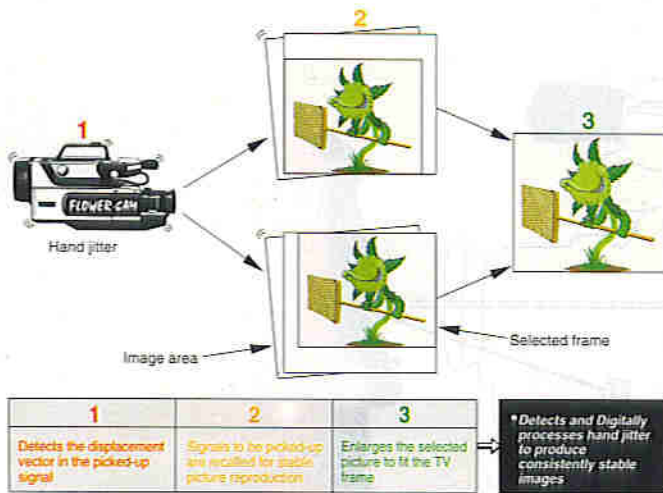 2
1
3
FLOWER-CAM
Hand jitter
Selected frame
Image area
1
2
3
Detects the displacement
vector in the picked-up
signal
Signals to be picked-up
are recalled for stable
picture reproduction
Enlarges the selected
picture to fit the TV
frame
*Detects and Digitally
processes hand jitter
to produce
consistently stable
images